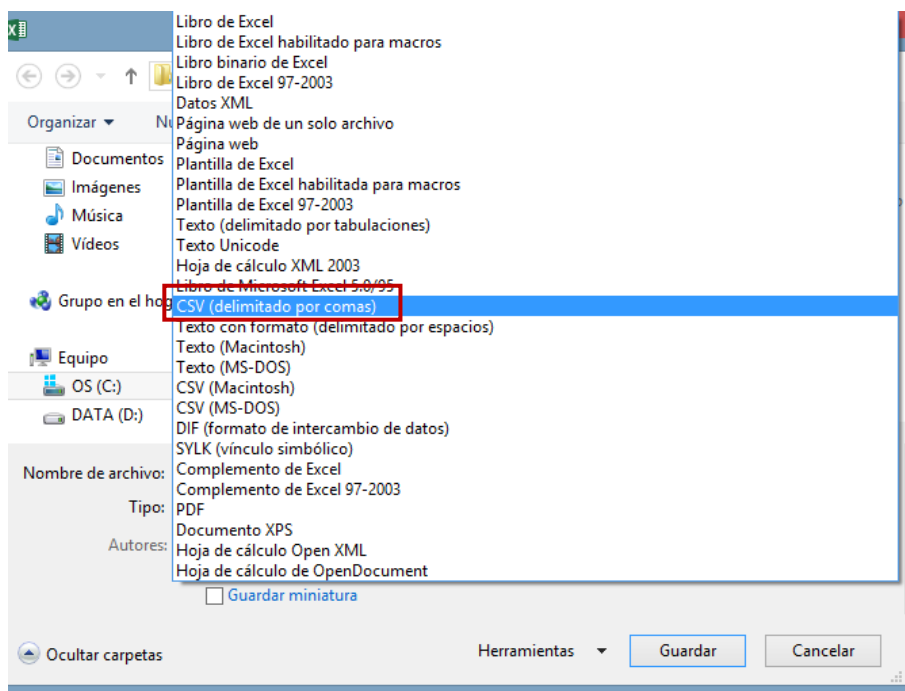 Libro de Excel
Libro de Excel habilitado para macros
Libro binario de Excel
Libro de Excel 97-2003
Datos XML
Organizar
Página web de un solo archivo
Página web
Documentos
Plantilla de Excel
Imágenes
Plantilla de Excel habilitada para macros
Plantilla de Excel 97-2003
Música
Texto (delimitado por tabulaciones)
Vídeos
Texto Unicode
Hoja de cálculo XML 2003
Libro de Microsoft Excel 5.0/95
Grupo en el hog
CSV (delimitado por comas)
Texto con formato (delimitado por espacios)
Texto (Macintosh)
Equipo
Texto (MS-DOS)
OS (C:)
CSV (Macintosh)
CSV (MS-DOS)
DATA (D:)
DIF (formato de intercambio de datos)
SYLK (vínculo simbólico)
Nombre de archivo:
Complemento de Excel
Complemento de Excel 97-2003
Tipo:
PDF
Documento XPS
Autores:
Hoja de cálculo Open XML
Hoja de cálculo de OpenDocument
Guardar miniatura
Ocultar carpetas
Herramientas
Guardar
Cancelar